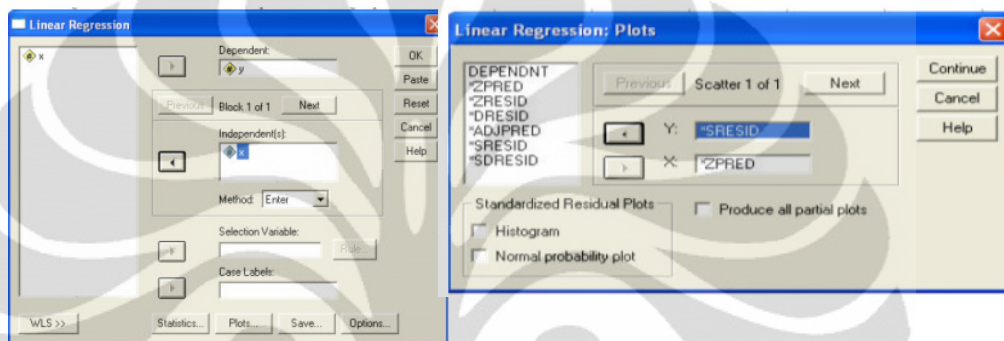 Linear Regression
x
Dependent:
y
OK
Paste
Previous
Block 1 of 1
Next
Reset
Independent(s):
x
Cancel
Help
Method:
Enter
Selection Variable:
Rule...
Case Labels:
WLS >>
Statistics...
Plots...
Save...
Options...
Linear Regression: Plots
DEPENDNT
*ZPRED
*ZRESID
*DRESID
*ADJPRED
*SRESID
*SDRESID
Previous
Scatter 1 of 1
Next
Y:
*SRESID
X:
*ZPRED
Continue
Cancel
Help
Standardized Residual Plots
Histogram
Normal probability plot
Produce all partial plots